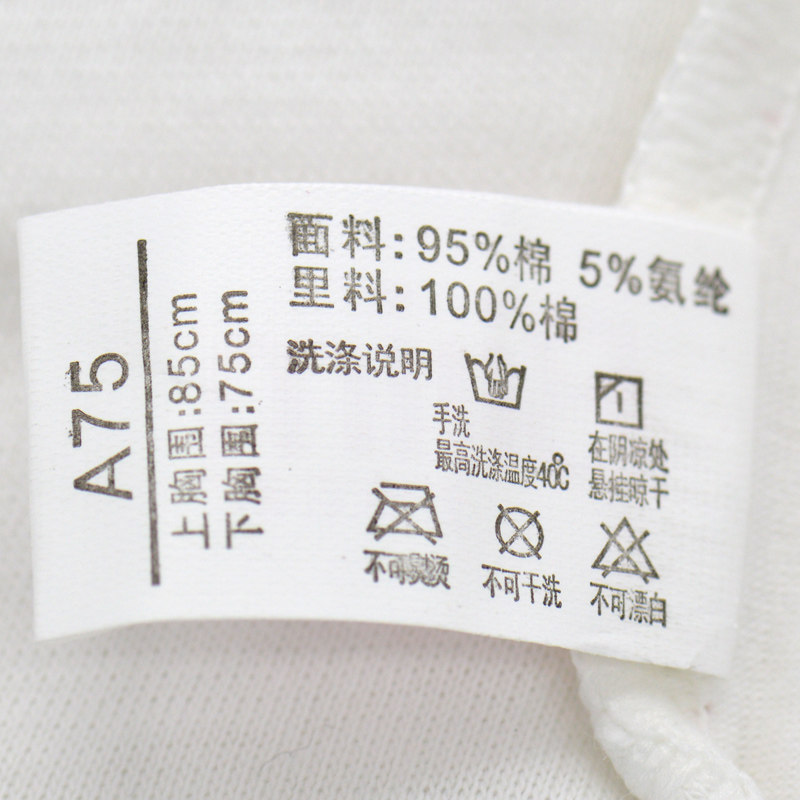 A75
上胸围:85cm
下胸围:75cm
面料:95%棉 5%氨纶
里料:100%棉
洗涤说明
手洗
最高洗涤温度40℃
在阴凉处
悬挂晾干
不可熨烫
不可干洗
不可漂白